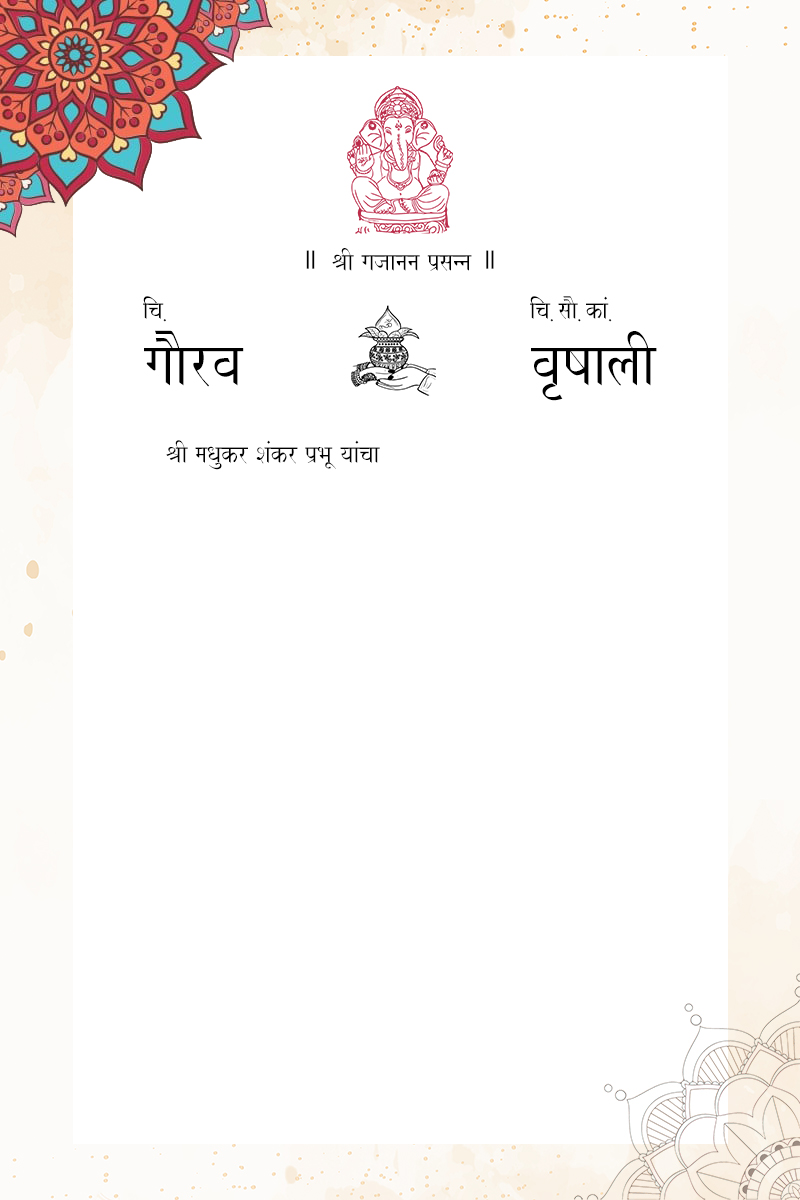 ॥ श्री गजानन प्रसन्न ॥
चि. चि. सौ. कां.
गौरव वृषाली
श्री मधुकर शंकर प्रभू यांचा